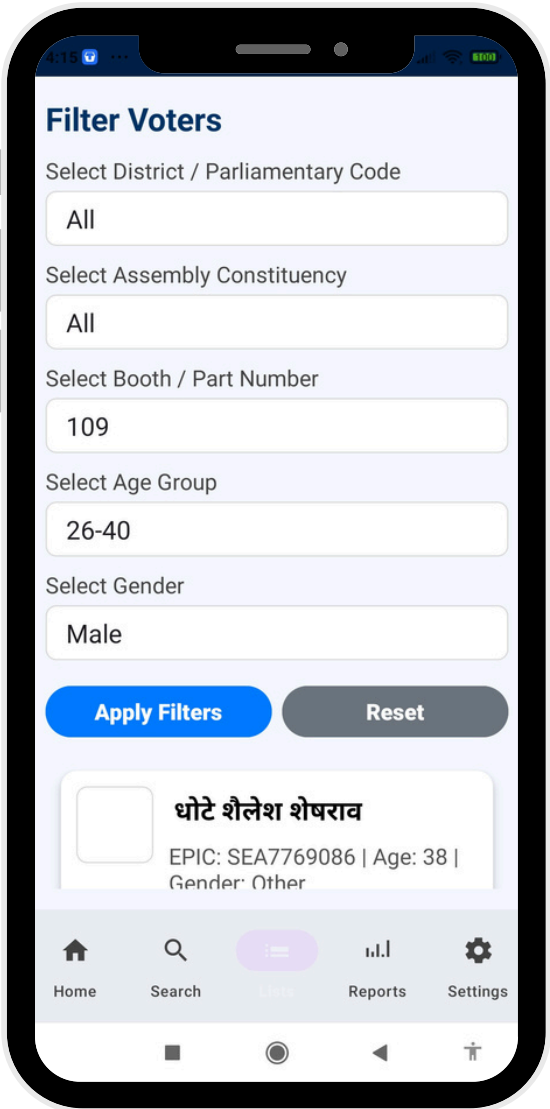 4:15
100
Filter Voters
Select District / Parliamentary Code
All
Select Assembly Constituency
All
Select Booth / Part Number
109
Select Age Group
26-40
Select Gender
Male
Apply Filters Reset
धोटे शैलेश शेषराव
EPIC: SEA7769086 | Age: 38 |
Gender: Other
Home Search Lists Reports Settings